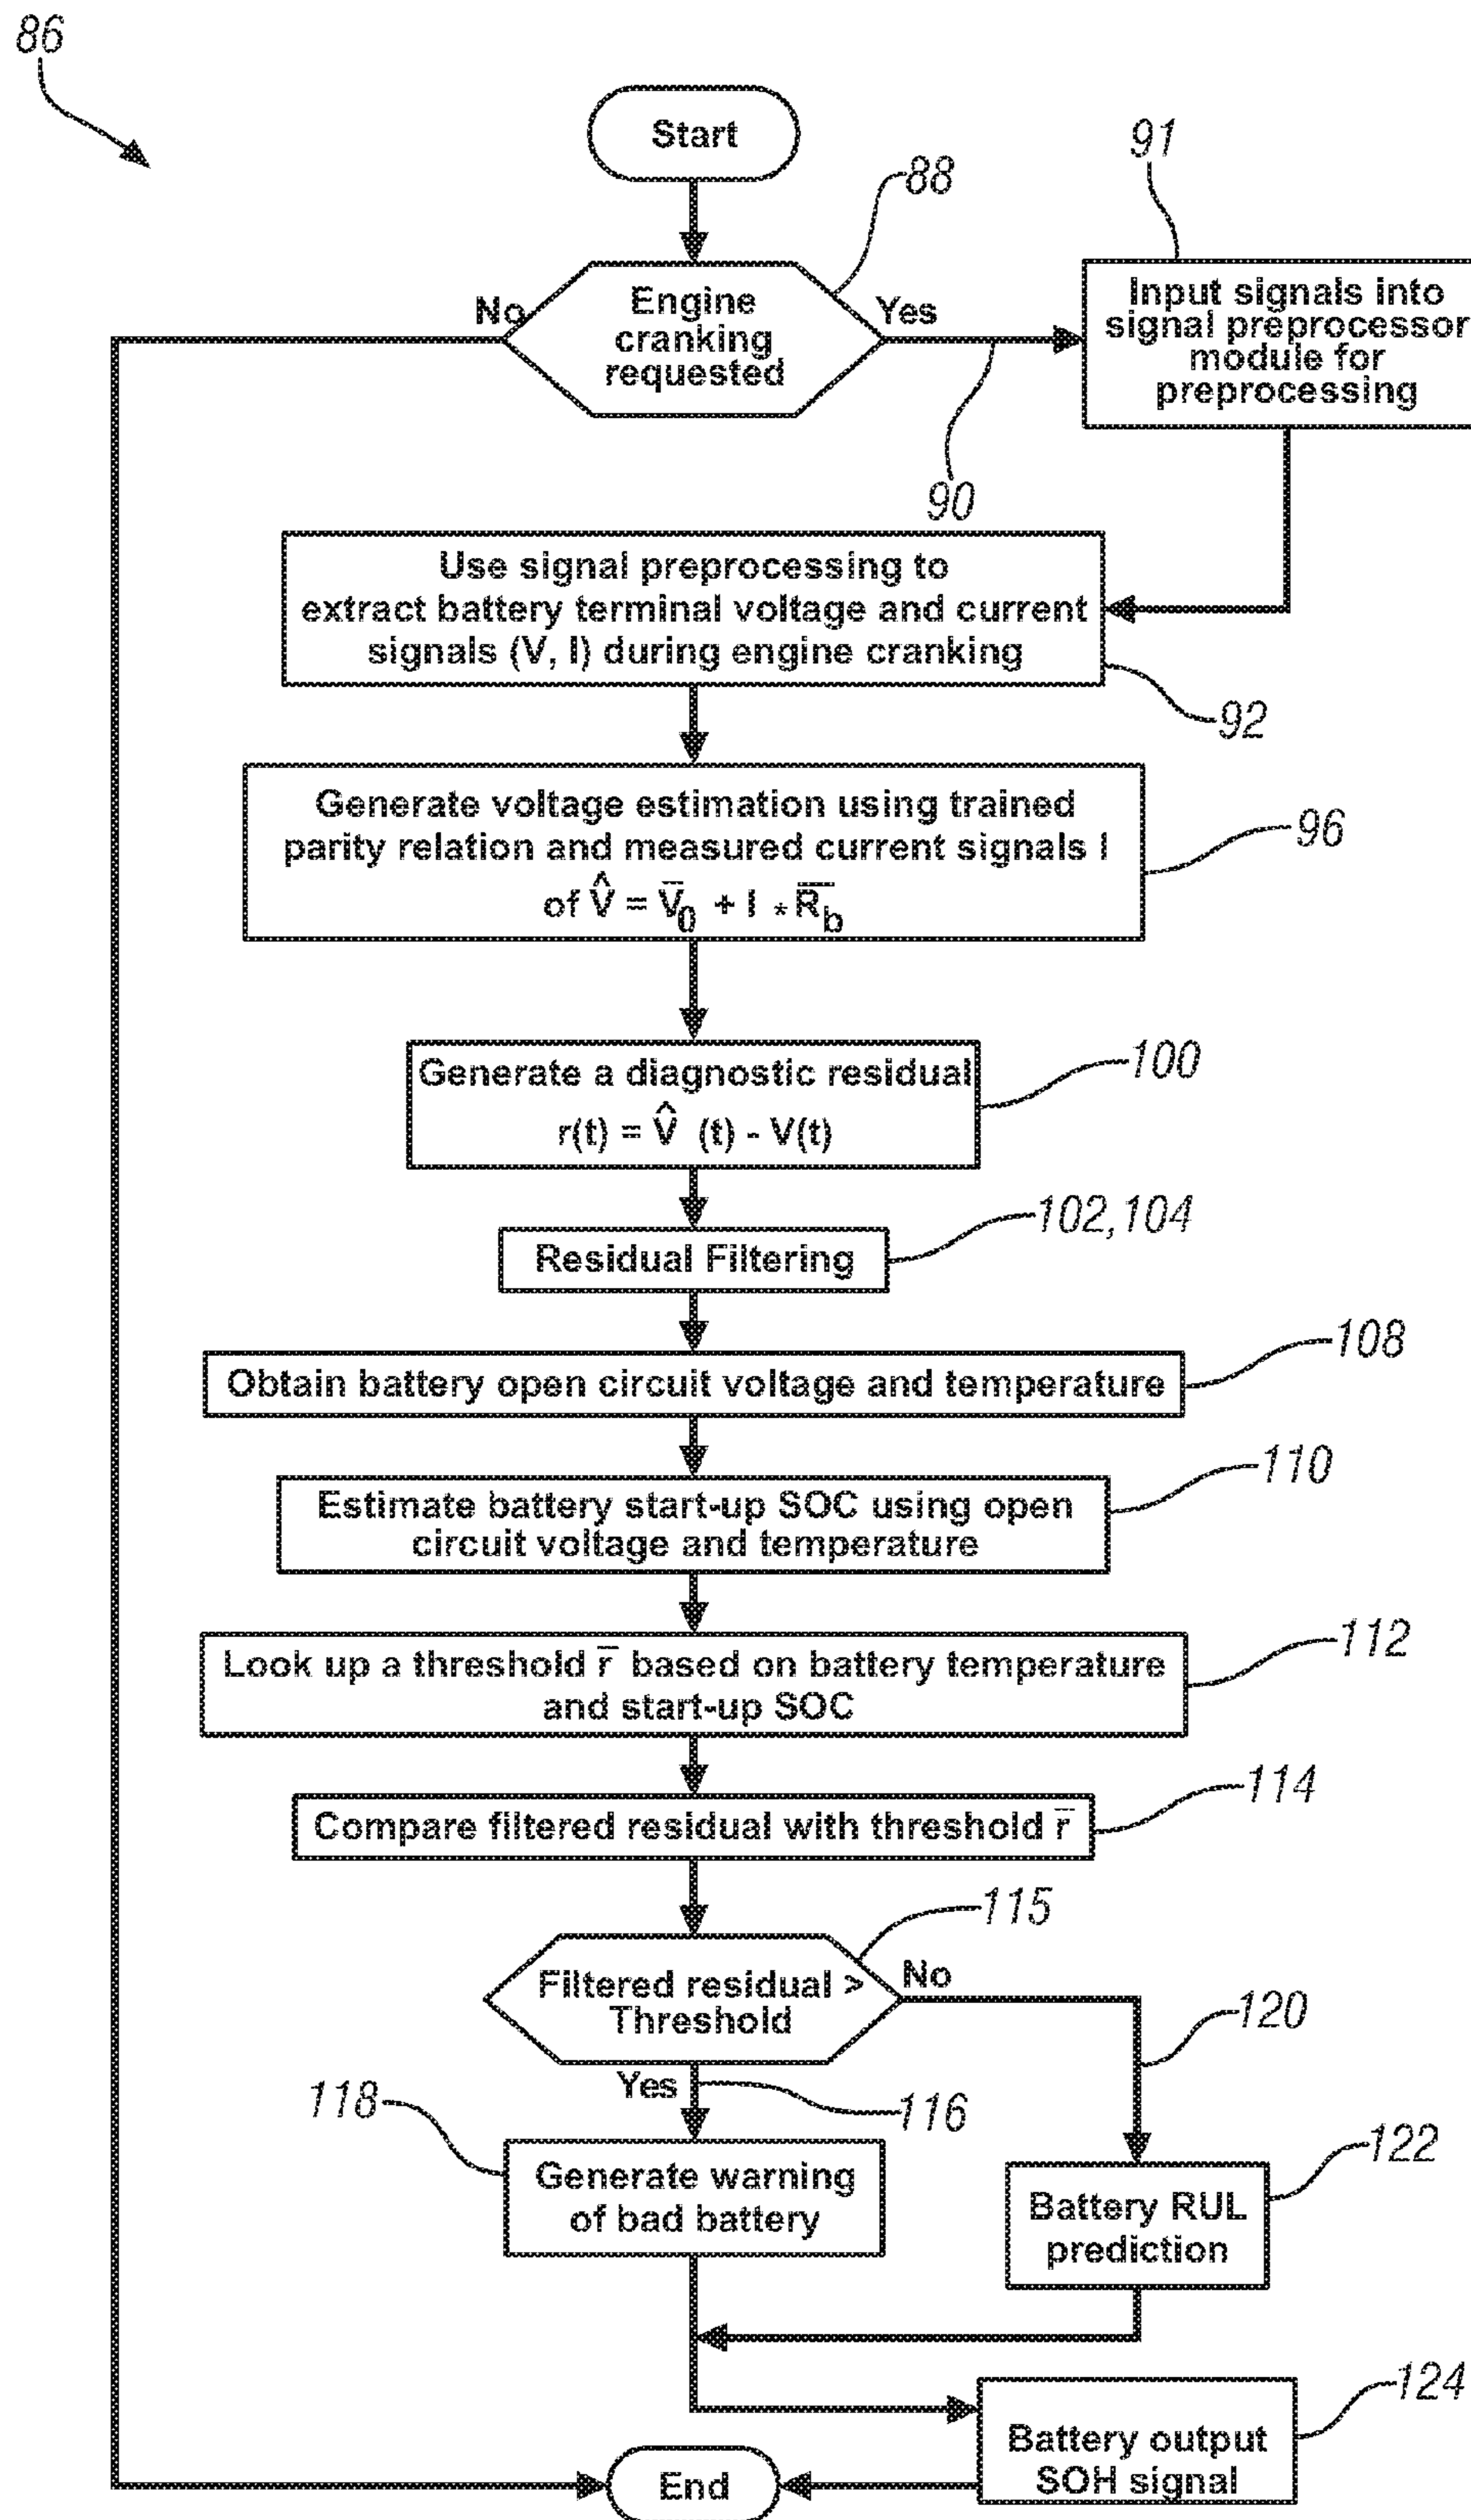 86
Start
88
91
No
Engine
cranking
requested
Yes
Input signals into
signal preprocessor
module for
preprocessing
90
Use signal preprocessing to
extract battery terminal voltage and current
signals (V, I) during engine cranking
92
Generate voltage estimation using trained
parity relation and measured current signals I
of V̂ = V̅₀ + I * R̅b
96
Generate a diagnostic residual
r(t) = V̂ (t) - V(t)
100
Residual Filtering
102,104
Obtain battery open circuit voltage and temperature
108
Estimate battery start-up SOC using open
circuit voltage and temperature
110
Look up a threshold r̅ based on battery temperature
and start-up SOC
112
Compare filtered residual with threshold r̅
114
115
Filtered residual >
Threshold
No
120
Yes
116
118
Generate warning
of bad battery
122
Battery RUL
prediction
124
Battery output
SOH signal
End